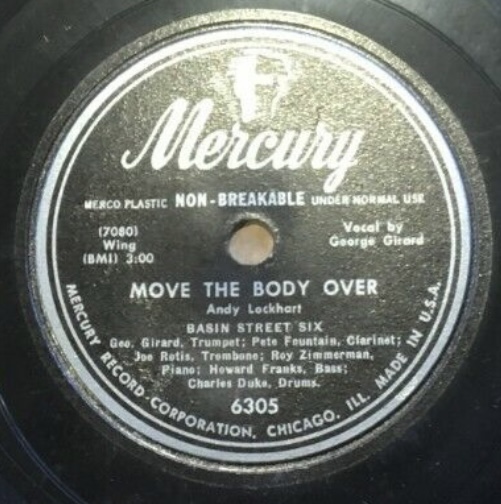 Mercury
MERCO PLASTIC NON-BREAKABLE UNDER NORMAL USE
(7080)
Wing
(BMI) 3:00
Vocal by
George Girard
MOVE THE BODY OVER
Andy Lockhart
BASIN STREET SIX
Geo. Girard, Trumpet; Pete Fountain, Clarinet;
Joe Rotis, Trombone; Roy Zimmerman,
Piano; Howard Franks, Bass;
Charles Duke, Drums.
6305
MERCURY RECORD CORPORATION, CHICAGO, ILL. MADE IN U.S.A.